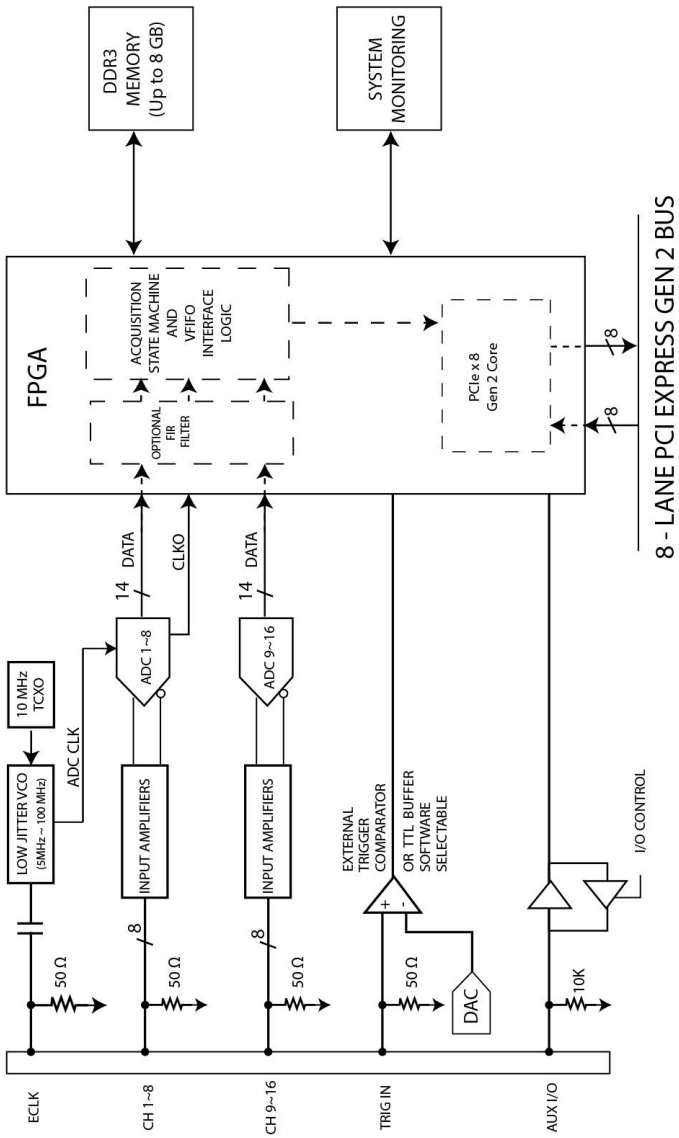 ECLK
50 Ω
LOW JITTER VCO
(5MHz ~ 100 MHz)
10 MHz
TCXO
ADC CLK
CH 1~8
50 Ω
8
INPUT AMPLIFIERS
ADC 1~8
14
DATA
CLKO
CH 9~16
50 Ω
8
INPUT AMPLIFIERS
ADC 9~16
14
DATA
TRIG IN
50 Ω
DAC
+
-
EXTERNAL
TRIGGER
COMPARATOR
OR TTL BUFFER
SOFTWARE
SELECTABLE
AUX I/O
10K
I/O CONTROL
FPGA
OPTIONAL
FIR
FILTER
ACQUISITION
STATE MACHINE
AND
VFIFO
INTERFACE
LOGIC
PCIe x 8
Gen 2 Core
8
8
8 - LANE PCI EXPRESS GEN 2 BUS
DDR3
MEMORY
(Up to 8 GB)
SYSTEM
MONITORING